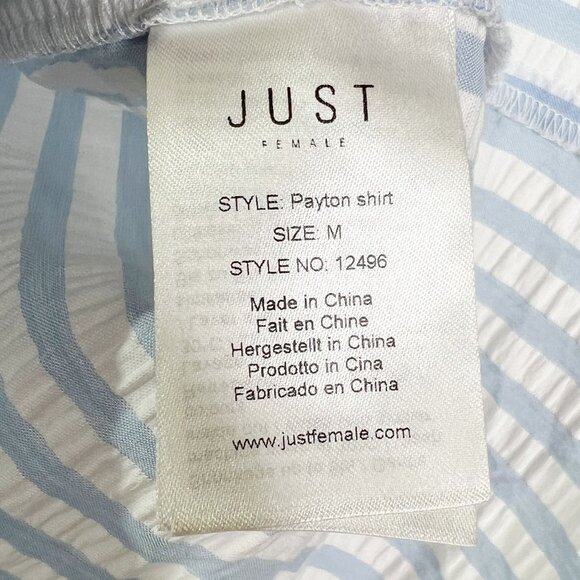 JUST
FEMALE
STYLE: Payton shirt
SIZE: M
STYLE NO: 12496
Made in China
Fait en Chine
Hergestellt in China
Prodotto in Cina
Fabricado en China
www.justfemale.com